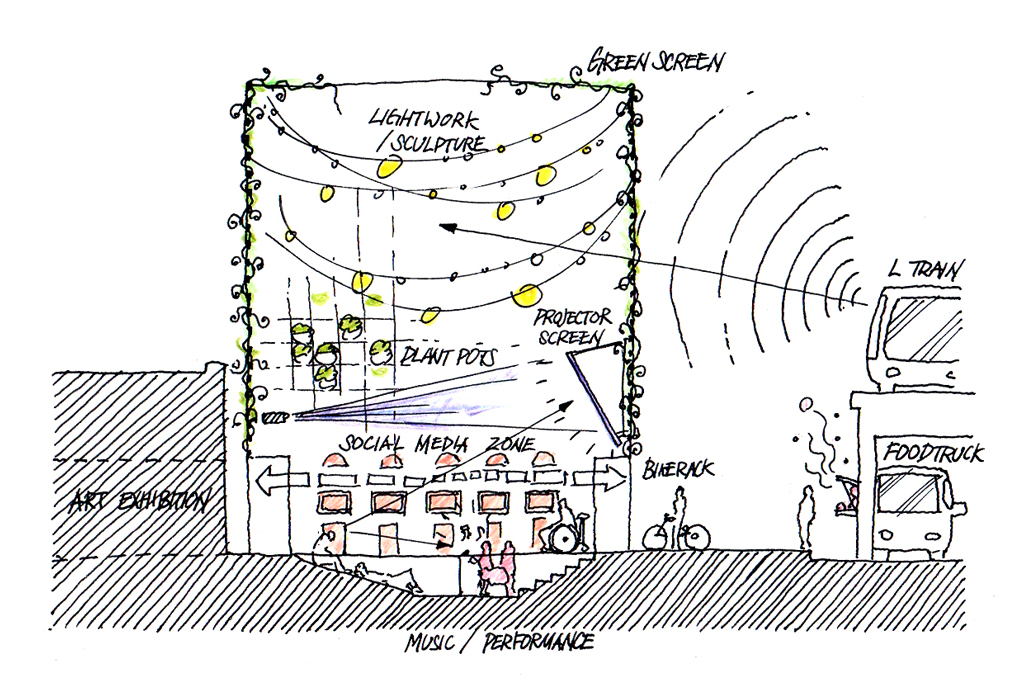 GREEN SCREEN
LIGHTWORK
/ SCULPTURE
L TRAIN
PROJECTOR
SCREEN
PLANT POTS
SOCIAL MEDIA ZONE
BIKERACK
FOODTRUCK
ART EXHIBITION
MUSIC / PERFORMANCE